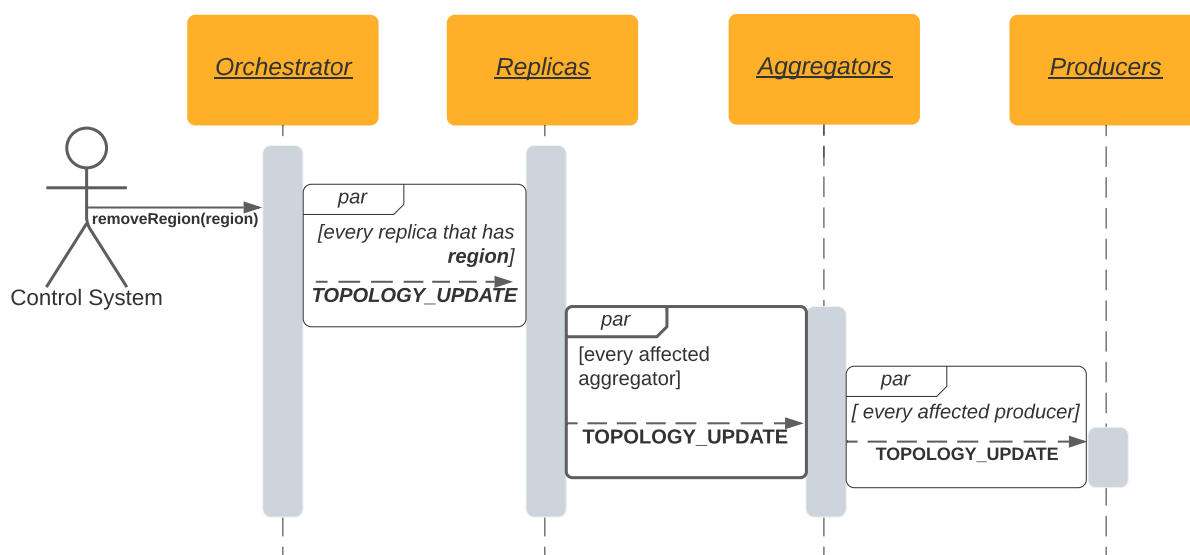 Orchestrator
Replicas
Aggregators
Producers
par
removeRegion(region)
[every replica that has
region]
TOPOLOGY_UPDATE
Control System
par
[every affected
aggregator]
TOPOLOGY_UPDATE
par
[ every affected producer]
TOPOLOGY_UPDATE